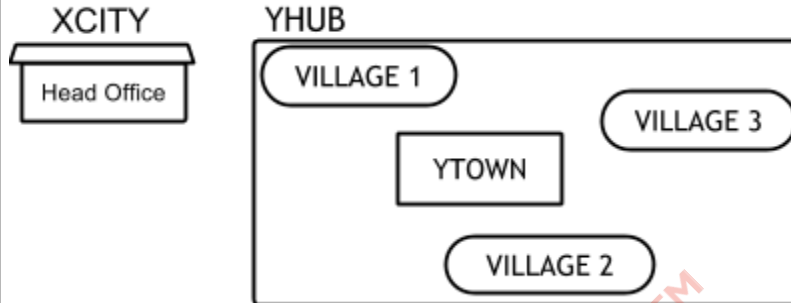 XCITY
YHUB
Head Office
VILLAGE 1
VILLAGE 3
YTOWN
VILLAGE 2